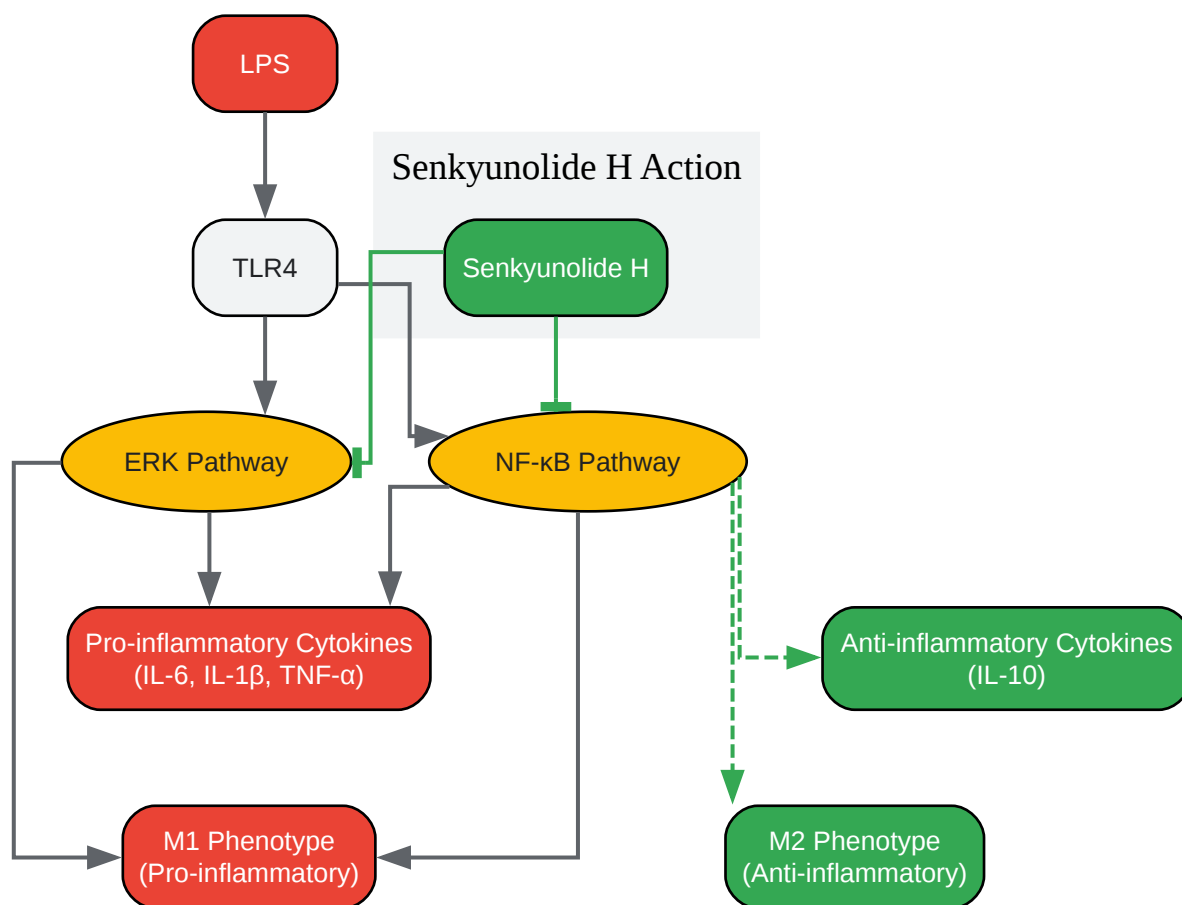 LPS
Senkyunolide H Action
TLR4
Senkyunolide H
ERK Pathway
NF-κB Pathway
Pro-inflammatory Cytokines
(IL-6, IL-1β, TNF-α)
Anti-inflammatory Cytokines
(IL-10)
M1 Phenotype
(Pro-inflammatory)
M2 Phenotype
(Anti-inflammatory)